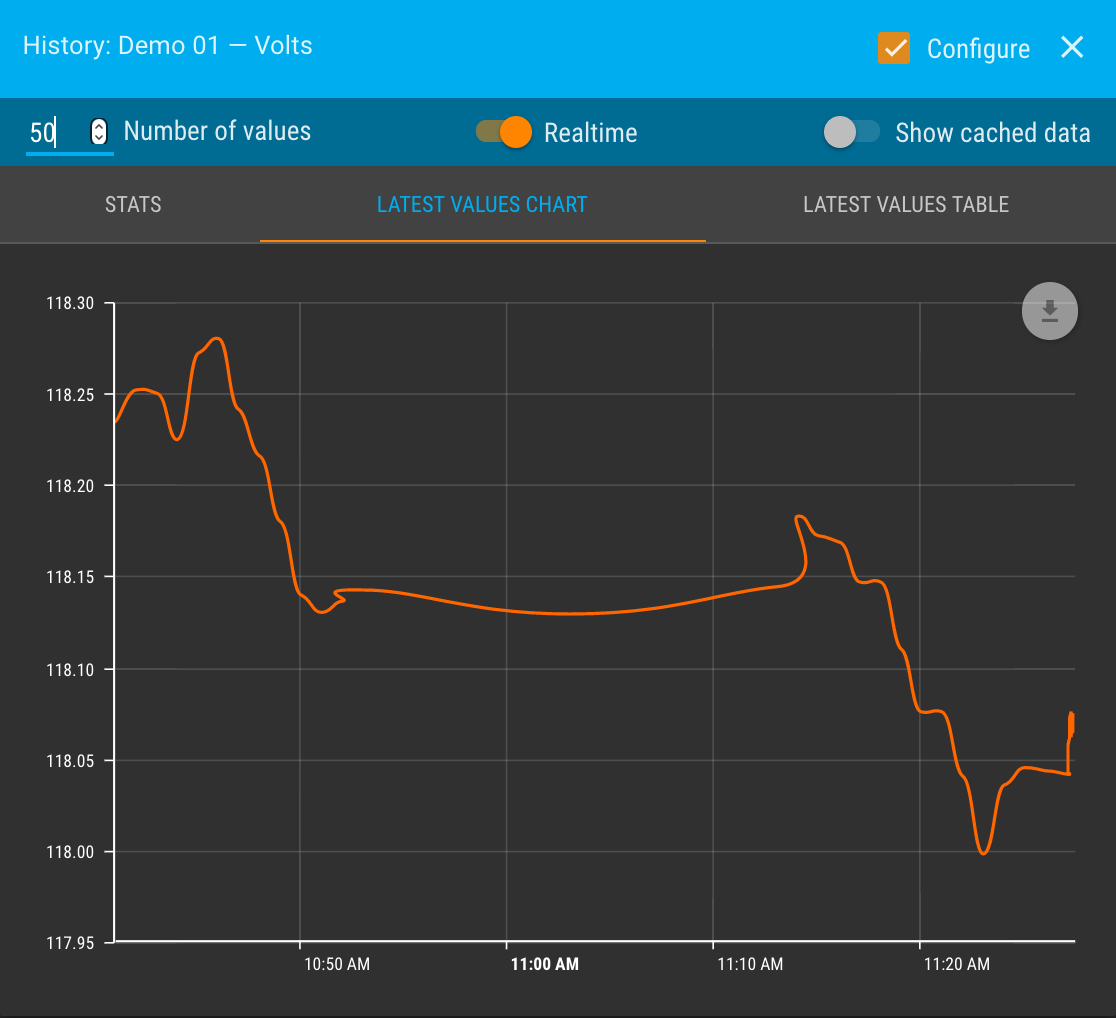 History: Demo 01 — Volts
Configure
50 Number of values
Realtime
Show cached data
STATS
LATEST VALUES CHART
LATEST VALUES TABLE
118.30
118.25
118.20
118.15
118.10
118.05
118.00
117.95
10:50 AM
11:00 AM
11:10 AM
11:20 AM